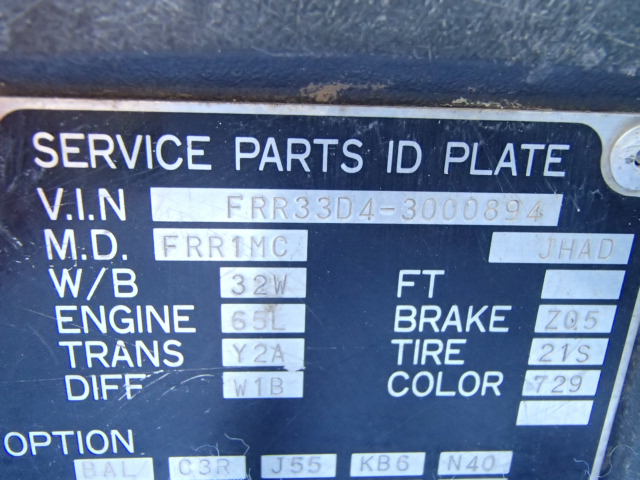 SERVICE PARTS ID PLATE
V.I.N FRR33D4-3000894
M.D. FRR1MC JHAD
W/B 32W FT
ENGINE 65L BRAKE ZQ5
TRANS Y2A TIRE 21S
DIFF W1B COLOR 729
OPTION
BAL C3R J55 KB6 N40